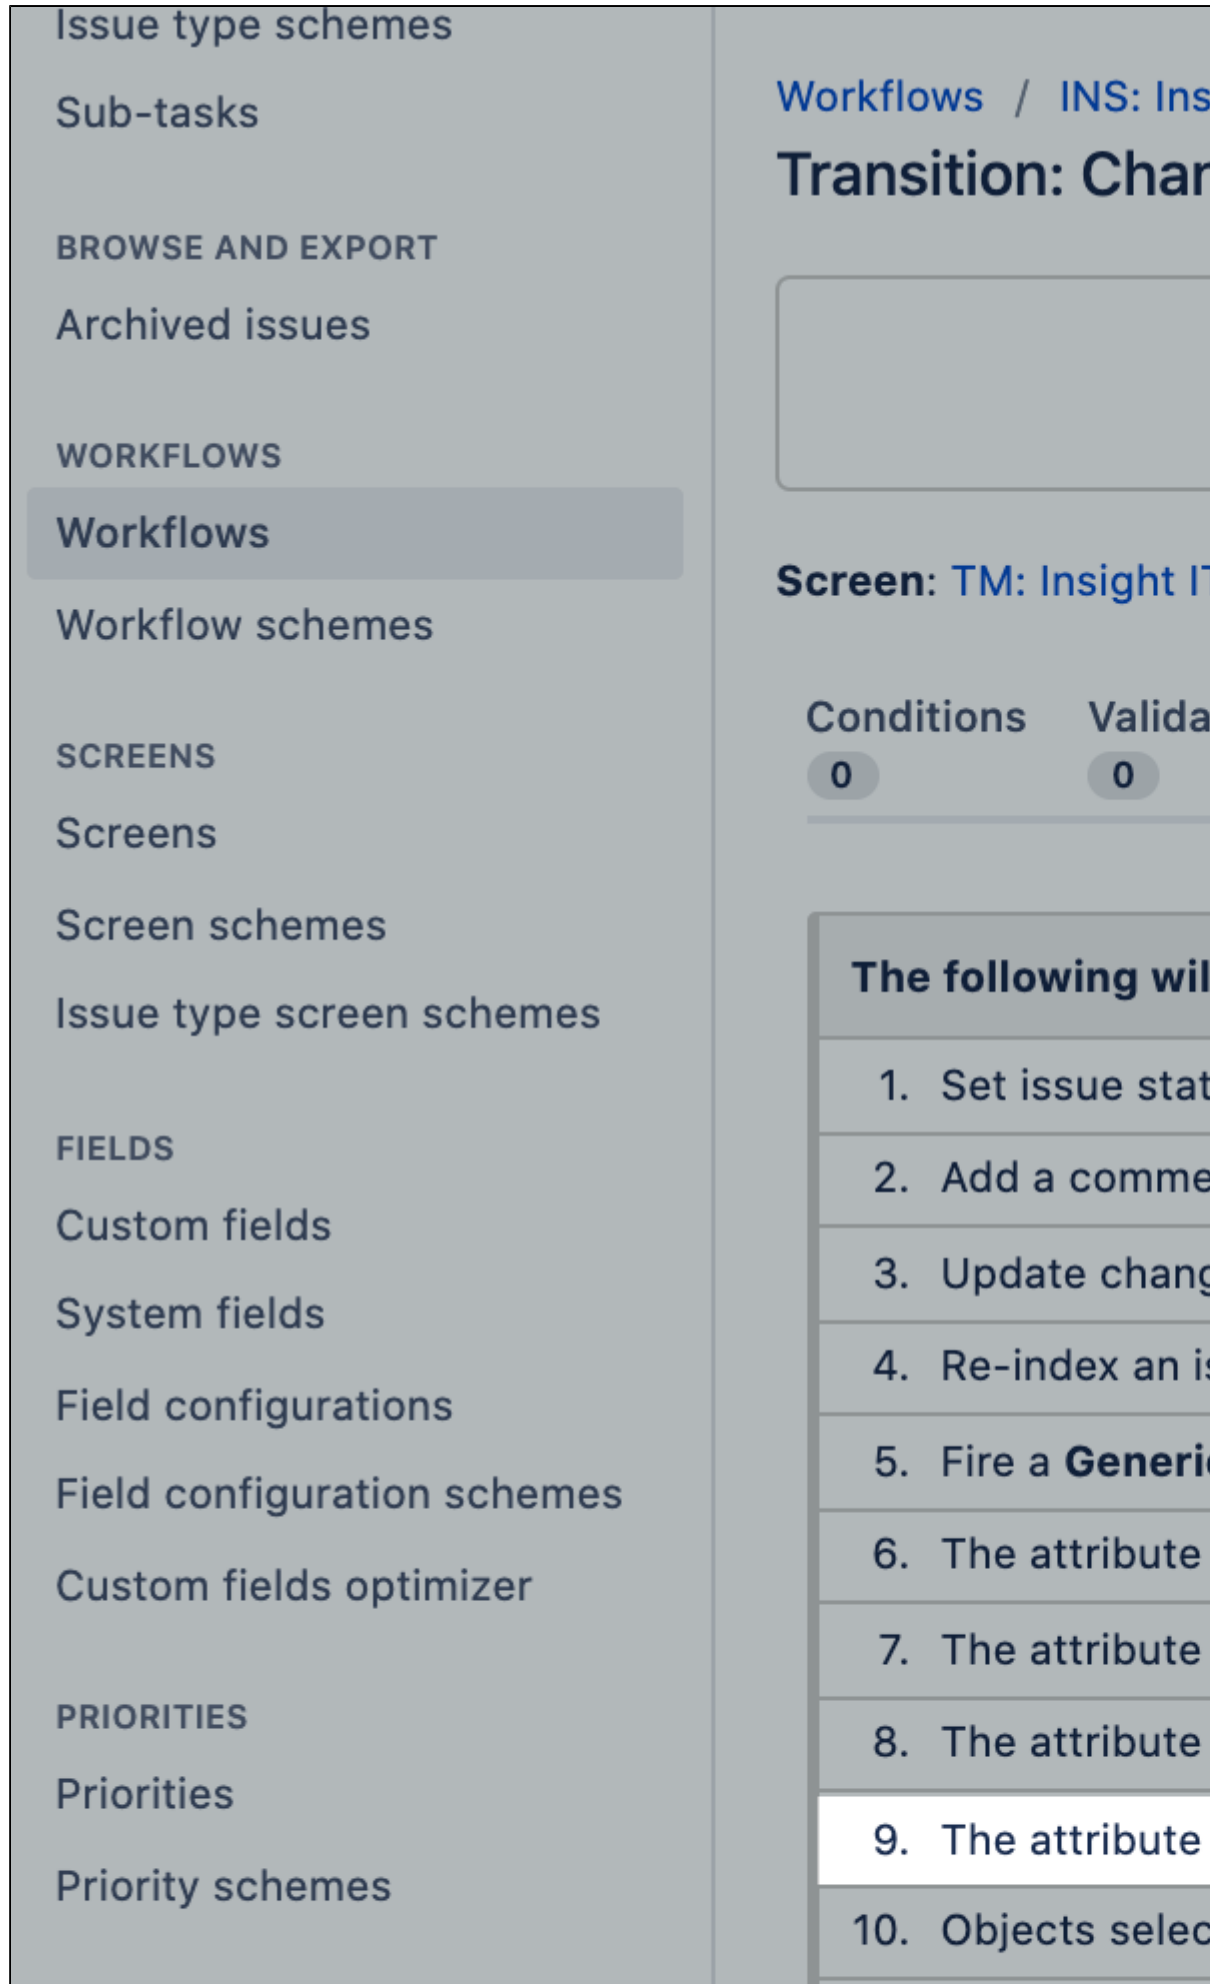 Issue type schemes
Sub-tasks
BROWSE AND EXPORT
Archived issues
WORKFLOWS
Workflows
Workflow schemes
SCREENS
Screens
Screen schemes
Issue type screen schemes
FIELDS
Custom fields
System fields
Field configurations
Field configuration schemes
Custom fields optimizer
PRIORITIES
Priorities
Priority schemes
Workflows / INS: Ins
Transition: Char
Screen: TM: Insight IT
Conditions Valida
0 0
The following wil
1. Set issue stat
2. Add a comme
3. Update chang
4. Re-index an is
5. Fire a Generic
6. The attribute
7. The attribute
8. The attribute
9. The attribute
10. Objects selec